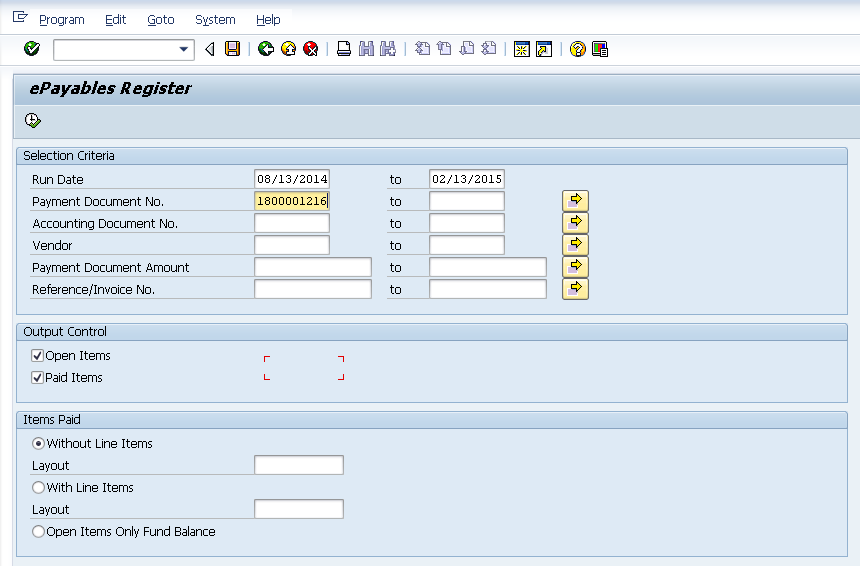 Program Edit Goto System Help
ePayables Register
Selection Criteria
Run Date 08/13/2014 to 02/13/2015
Payment Document No. 1800001216 to
Accounting Document No. to
Vendor to
Payment Document Amount to
Reference/Invoice No. to
Output Control
Open Items
Paid Items
Items Paid
Without Line Items
Layout
With Line Items
Layout
Open Items Only Fund Balance